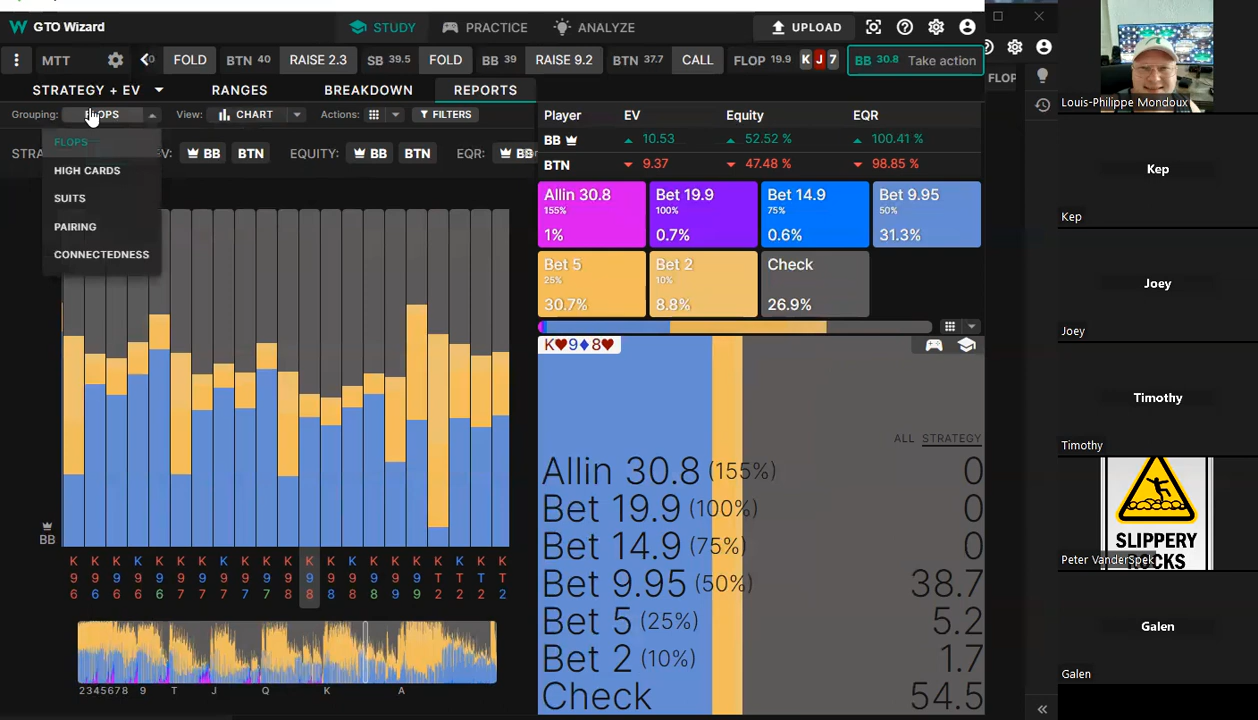 GTO Wizard
STUDY
PRACTICE
ANALYZE
UPLOAD
MTT
FOLD
BTN 40
RAISE 2.3
SB 39.5
FOLD
BB 39
RAISE 9.2
BTN 37.7
CALL
FLOP 19.9
K J 7
BB 30.8 Take action
FLOP
STRATEGY + EV
RANGES
BREAKDOWN
REPORTS
Grouping:
View:
CHART
Actions:
FILTERS
FLOPS
HIGH CARDS
SUITS
PAIRING
CONNECTEDNESS
STRA
BB
BTN
EQUITY:
BB
BTN
EQR:
BB
Player EV Equity EQR
BB 10.53 52.52 % 100.41 %
BTN 9.37 47.48 % 98.85 %
Allin 30.8
155%
1%
Bet 19.9
100%
0.7%
Bet 14.9
75%
0.6%
Bet 9.95
50%
31.3%
Bet 5
25%
30.7%
Bet 2
10%
8.8%
Check
26.9%
K♥9♦8♥
ALL STRATEGY
Allin 30.8 (155%) 0
Bet 19.9 (100%) 0
Bet 14.9 (75%) 0
Bet 9.95 (50%) 38.7
Bet 5 (25%) 5.2
Bet 2 (10%) 1.7
Check 54.5
BB
K K K K K K K K K K K K K K K K K K K K K
9 9 9 9 9 9 9 9 9 9 9 9 9 9 9 9 9 T T T T
6 6 6 6 6 7 7 7 7 7 8 8 8 8 8 9 9 2 2 2 2
2345678 9 T J Q K A
Louis-Philippe Mondoux
Kep
Kep
Joey
Joey
Timothy
Timothy
SLIPPERY
ROCKS
Peter VanderSpek
Galen
Galen